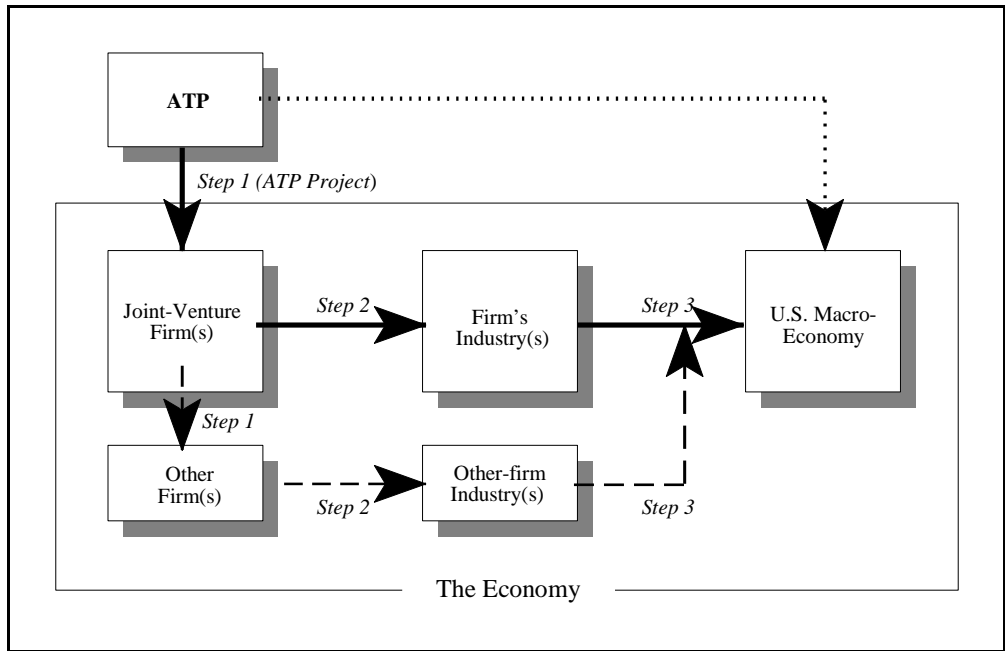 ATP
Step 1 (ATP Project)
Joint-Venture
Firm(s)
Step 2
Firm's
Industry(s)
Step 3
U.S. Macro-
Economy
Step 1
Other
Firm(s)
Step 2
Other-firm
Industry(s)
Step 3
The Economy